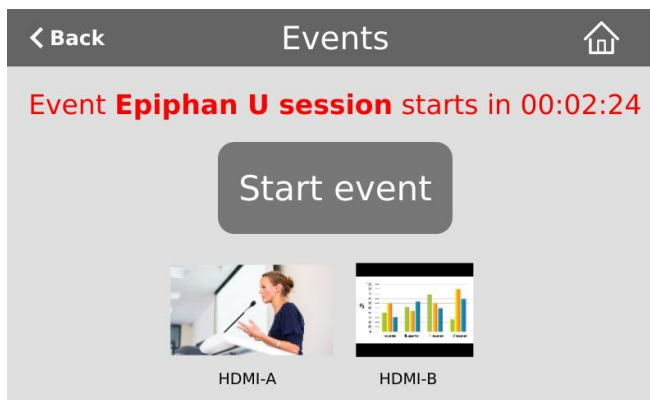 Back
Events
Event Epiphan U session starts in 00:02:24
Start event
HDMI-A
HDMI-B